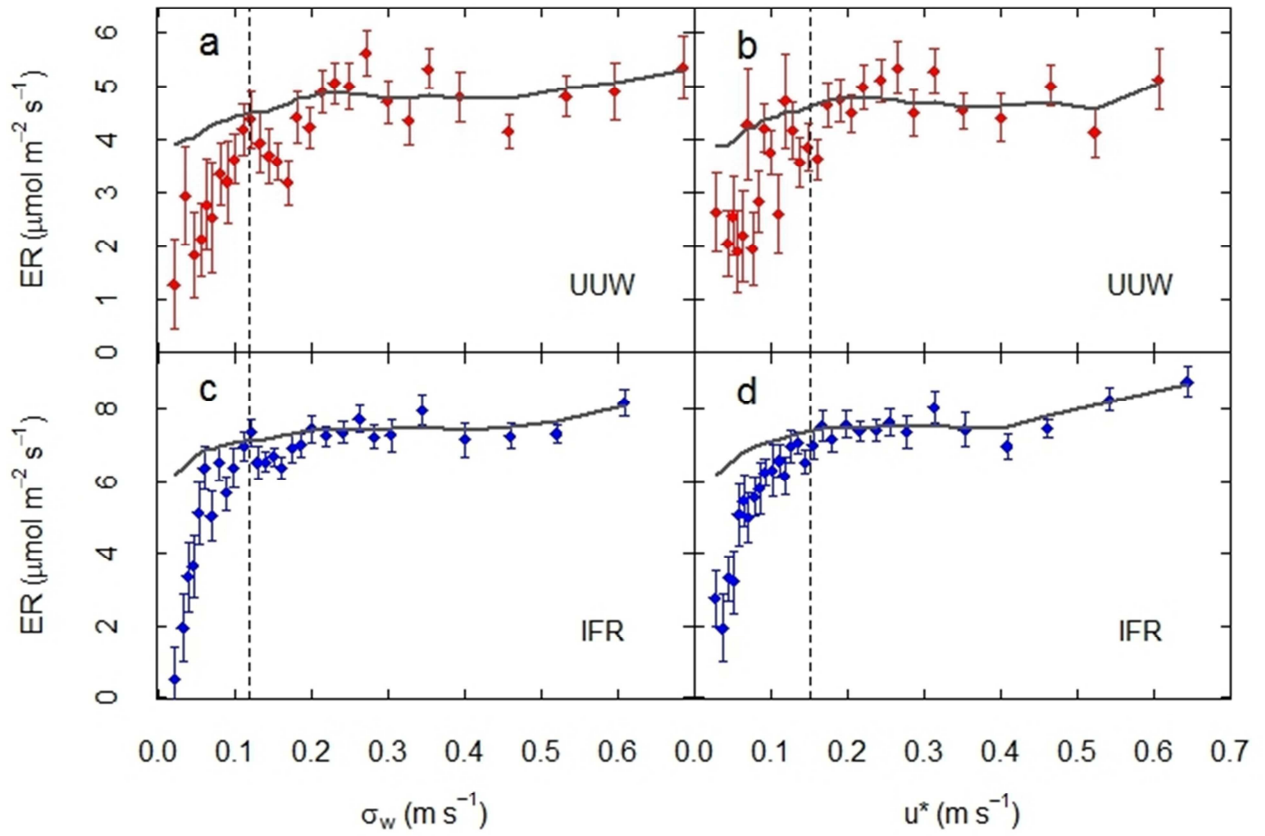 a
b
6
5
4
3
2
1
0
ER (μmol m⁻² s⁻¹)
UUW
UUW
c
d
8
6
4
2
0
ER (μmol m⁻² s⁻¹)
IFR
IFR
0.0 0.1 0.2 0.3 0.4 0.5 0.6 0.0 0.1 0.2 0.3 0.4 0.5 0.6 0.7
σw (m s⁻¹)
u* (m s⁻¹)